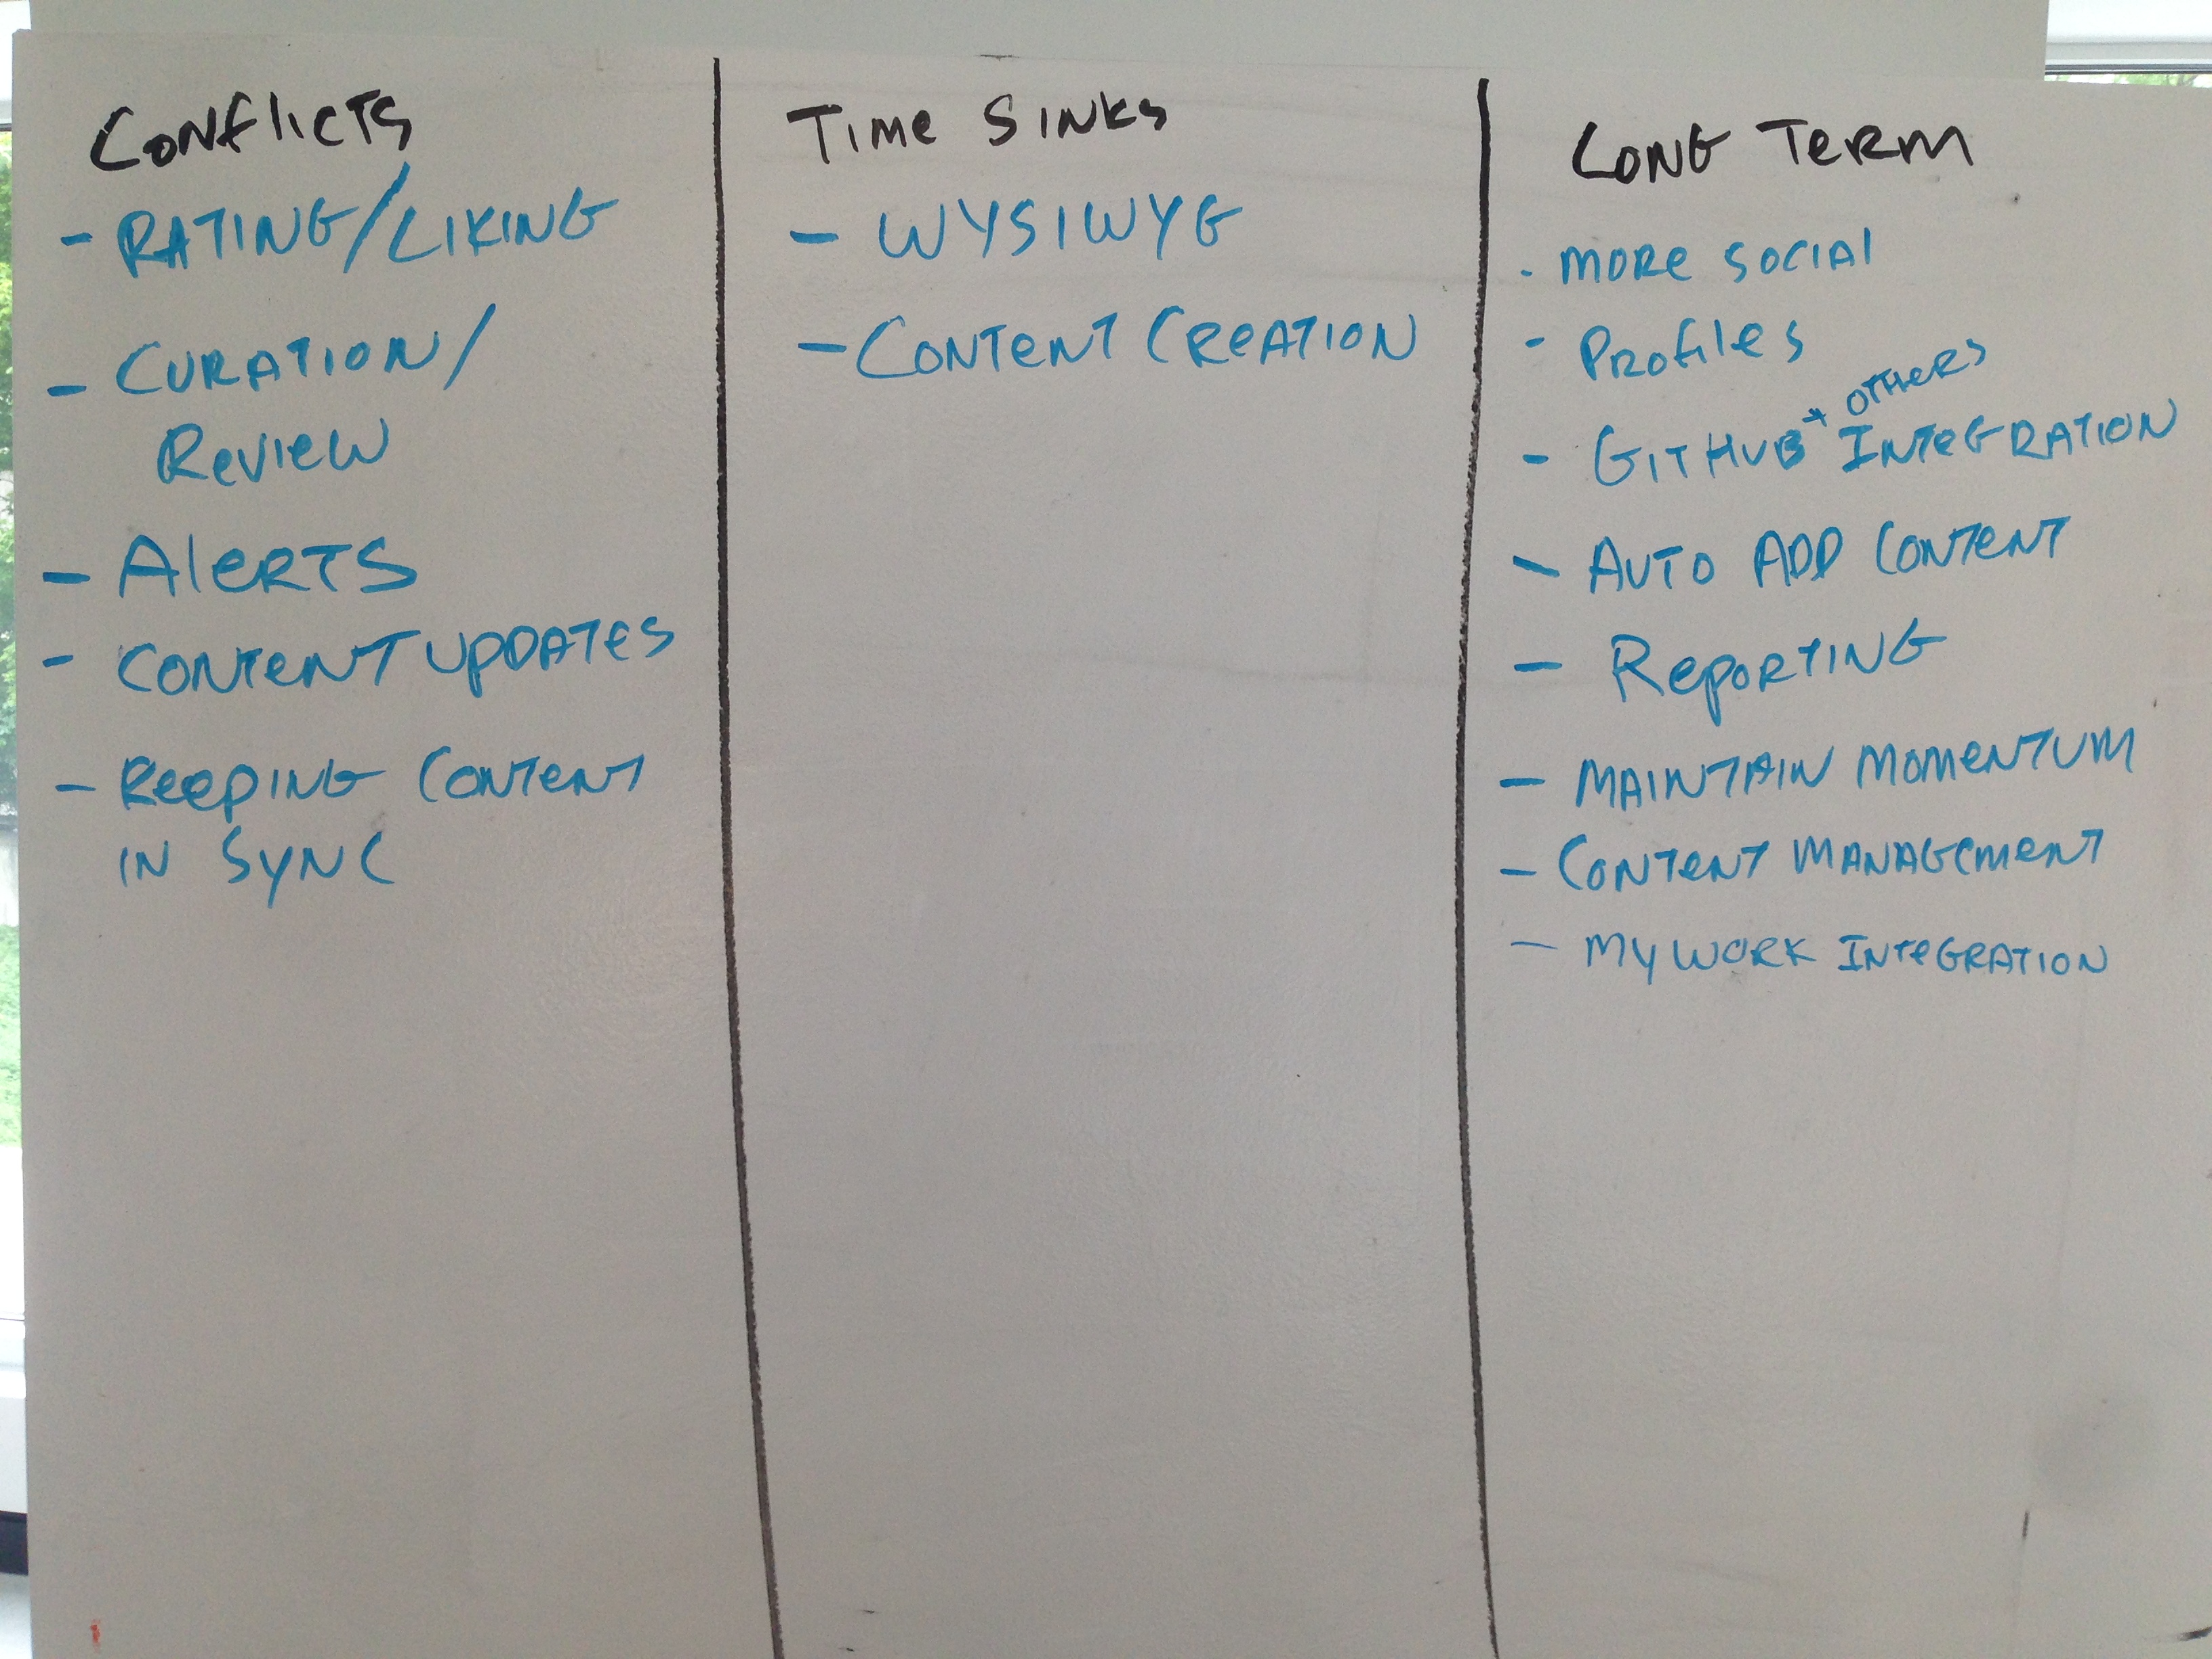 Conflicts
- RATING/LIKING
- CURATION/
Review
- Alerts
- Content updates
- Keeping Content
in Sync
Time Sinks
- WYSIWYG
- Content Creation
Long Term
- More Social
- Profiles
- GitHub + others Integration
- Auto Add Content
- Reporting
- Maintain Momentum
- Content Management
- My Work Integration